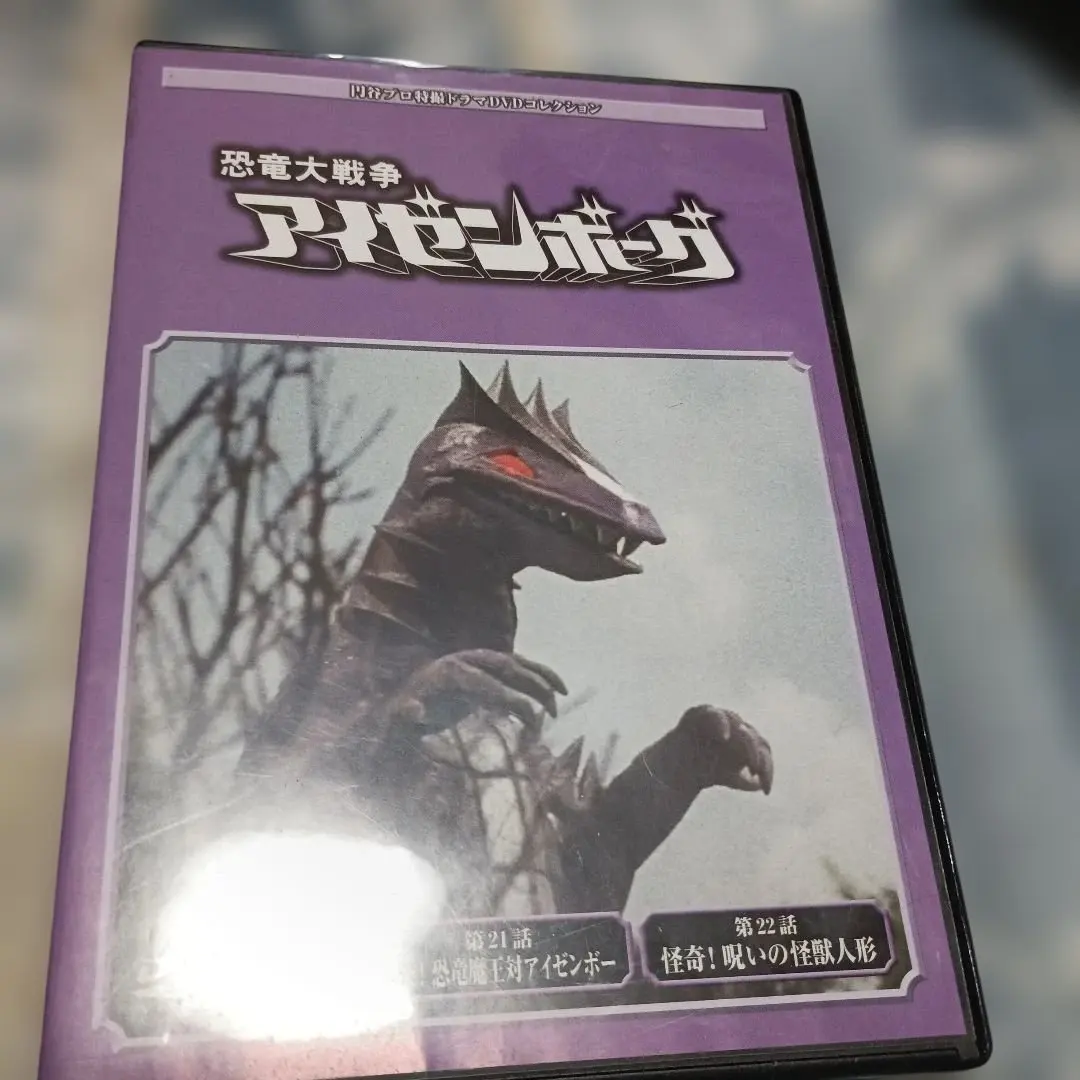 円谷プロ特撮ドラマDVDコレクション
恐竜大戦争
アイゼンボーグ
第21話
恐竜魔王対アイゼンボー
第22話
怪奇!呪いの怪獣人形